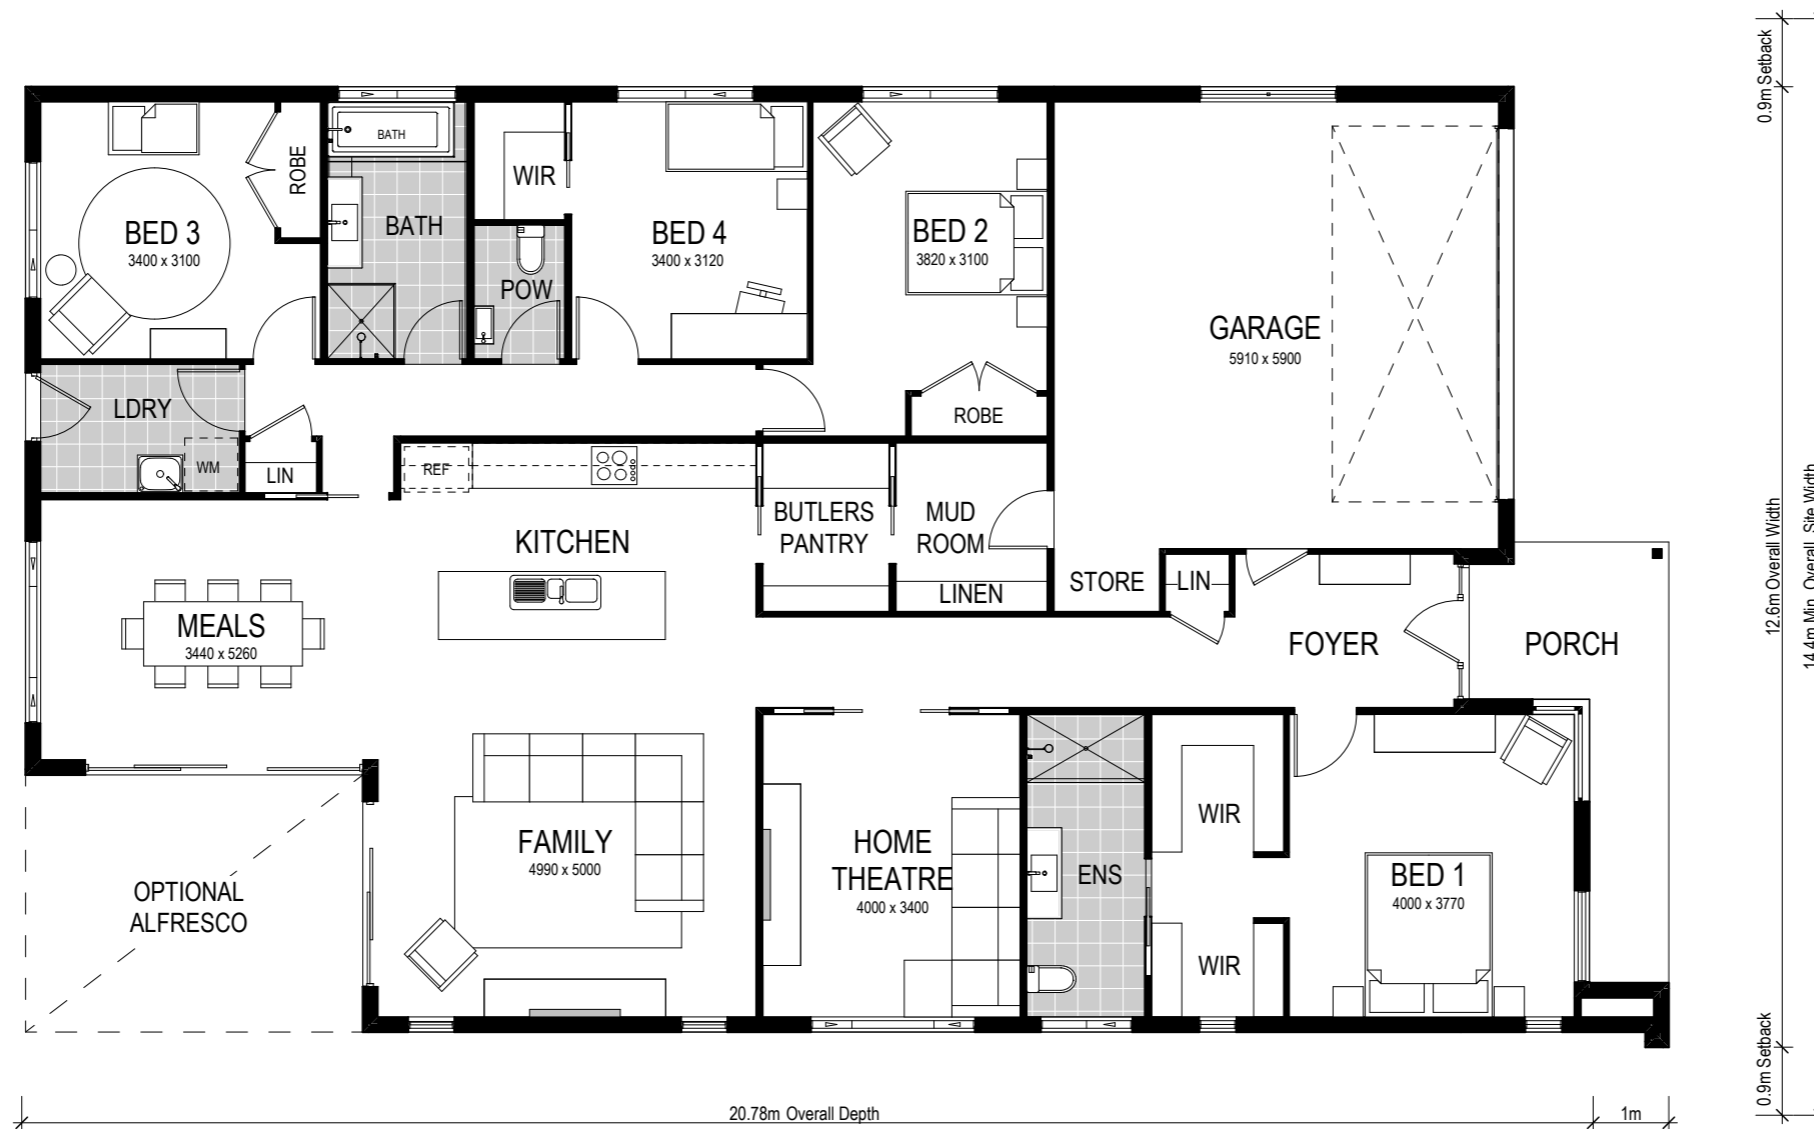 0.9m Setback
BATH
ROBE
WIR
BED 3
3400 x 3100
BATH
BED 4
3400 x 3120
BED 2
3820 x 3100
POW
GARAGE
5910 x 5900
LDRY
ROBE
WM
LIN
REF
BUTLERS
PANTRY
MUD
ROOM
KITCHEN
STORE
LIN
LINEN
12.6m Overall Width
14.4m Min. Overall Site Width
MEALS
3440 x 5260
FOYER
PORCH
WIR
FAMILY
4990 x 5000
HOME
THEATRE
4000 x 3400
ENS
BED 1
4000 x 3770
OPTIONAL
ALFRESCO
WIR
0.9m Setback
20.78m Overall Depth
1m